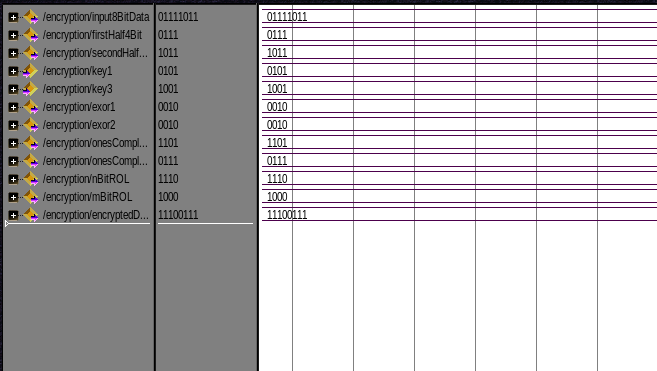 /encryption/input8BitData 01111011 01111011
/encryption/firstHalf4Bit 0111 0111
/encryption/secondHalf... 1011 1011
/encryption/key1 0101 0101
/encryption/key3 1001 1001
/encryption/exor1 0010 0010
/encryption/exor2 0010 0010
/encryption/onesCompl... 1101 1101
/encryption/onesCompl... 0111 0111
/encryption/nBitROL 1110 1110
/encryption/mBitROL 1000 1000
/encryption/encryptedD... 11100111 11100111